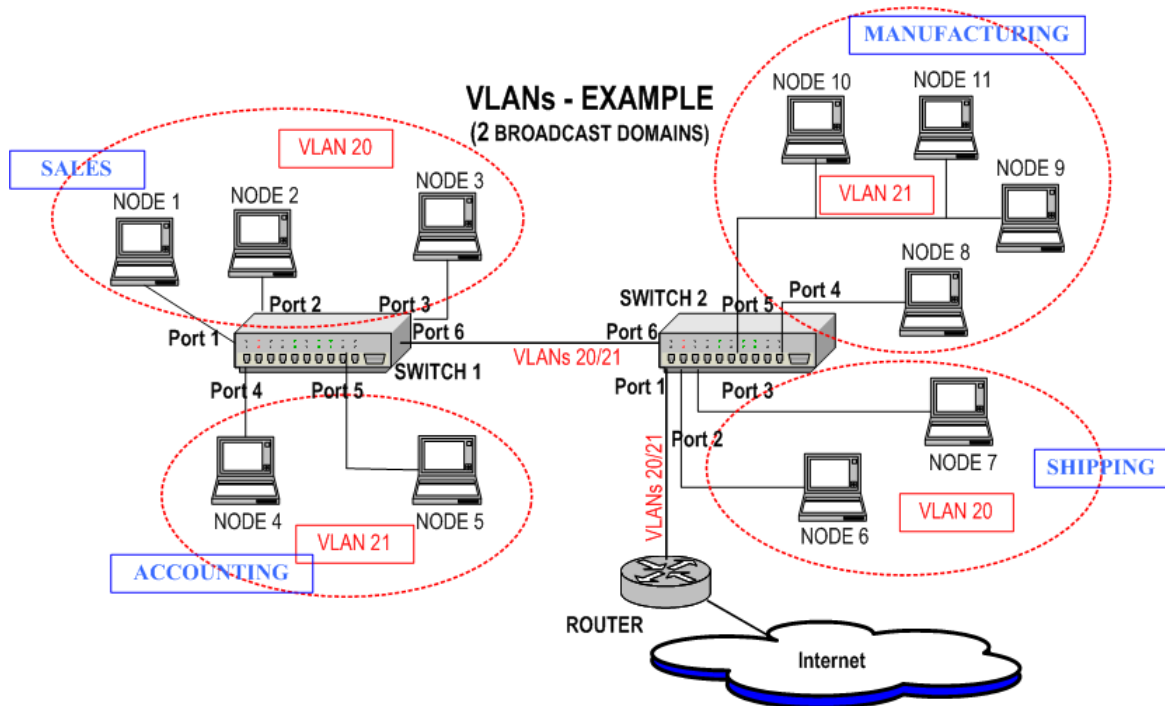 MANUFACTURING
NODE 10
NODE 11
VLANs - EXAMPLE
(2 BROADCAST DOMAINS)
VLAN 20
SALES
NODE 1
NODE 2
NODE 3
VLAN 21
NODE 9
NODE 8
Port 1
Port 2
Port 3
Port 6
SWITCH 1
Port 4
Port 5
VLANs 20/21
SWITCH 2
Port 6
Port 5
Port 4
Port 1
Port 3
Port 2
VLANs 20/21
NODE 4
NODE 5
VLAN 21
ACCOUNTING
NODE 7
SHIPPING
NODE 6
VLAN 20
ROUTER
Internet